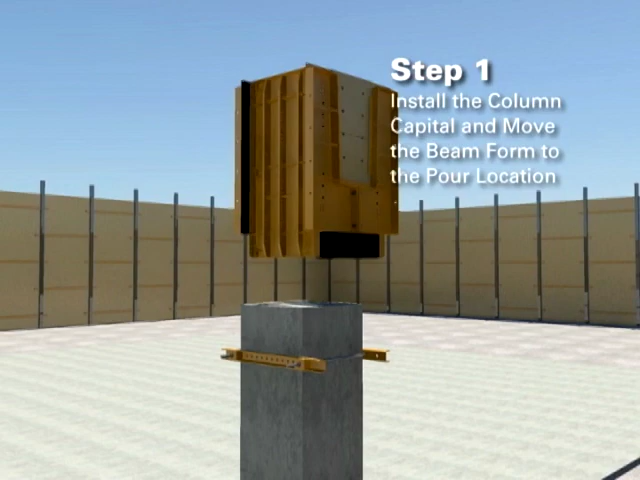 Step 1
Install the Column
Capital and Move
the Beam Form to
the Pour Location